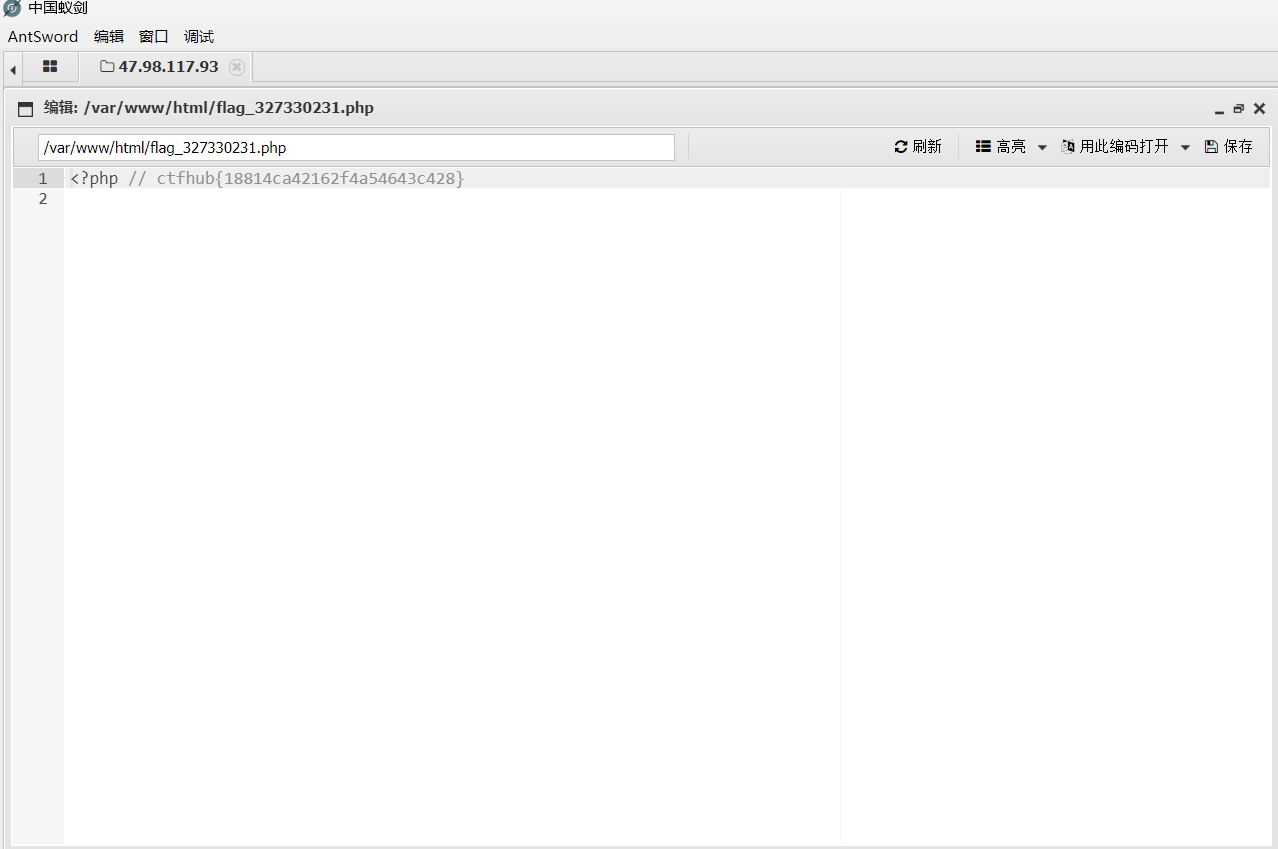 中国蚁剑
AntSword 编辑 窗口 调试
47.98.117.93
编辑: /var/www/html/flag_327330231.php
/var/www/html/flag_327330231.php 刷新 高亮 用此编码打开 保存
1 <?php // ctfhub{18814ca42162f4a54643c428}
2